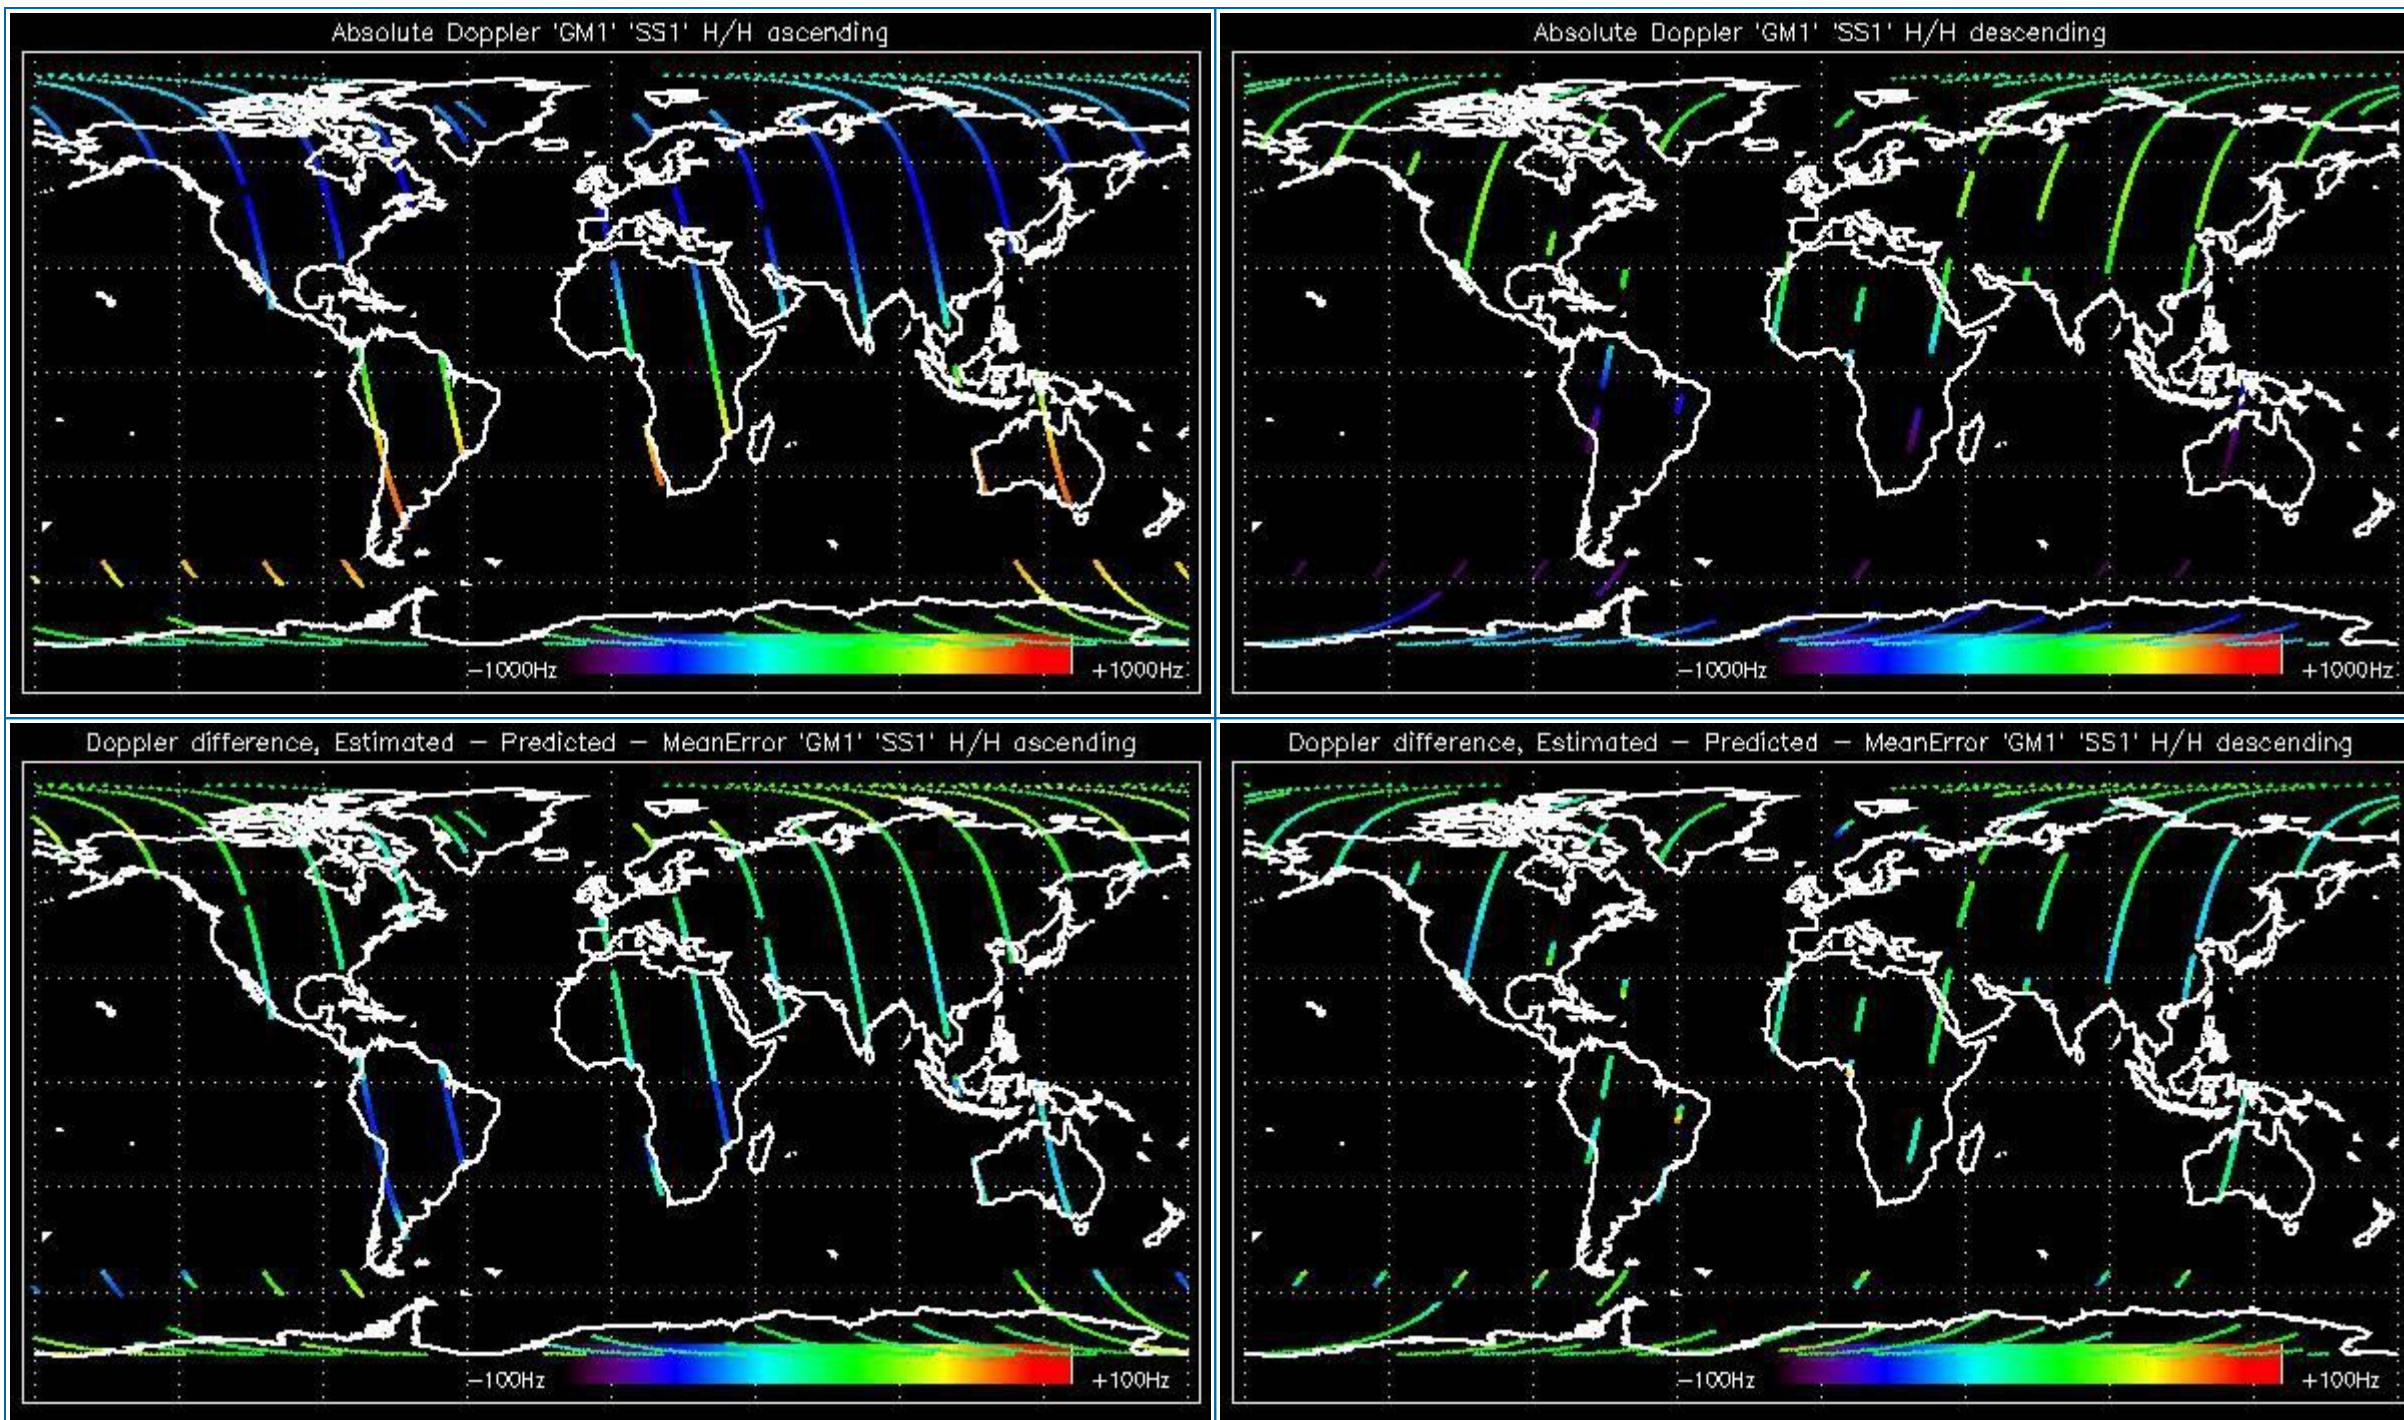 Absolute Doppler 'GM1' 'SS1' H/H ascending
-1000Hz
+1000Hz
Absolute Doppler 'GM1' 'SS1' H/H descending
-1000Hz
+1000Hz
Doppler difference, Estimated - Predicted - MeanError 'GM1' 'SS1' H/H ascending
-100Hz
+100Hz
Doppler difference, Estimated - Predicted - MeanError 'GM1' 'SS1' H/H descending
-100Hz
+100Hz